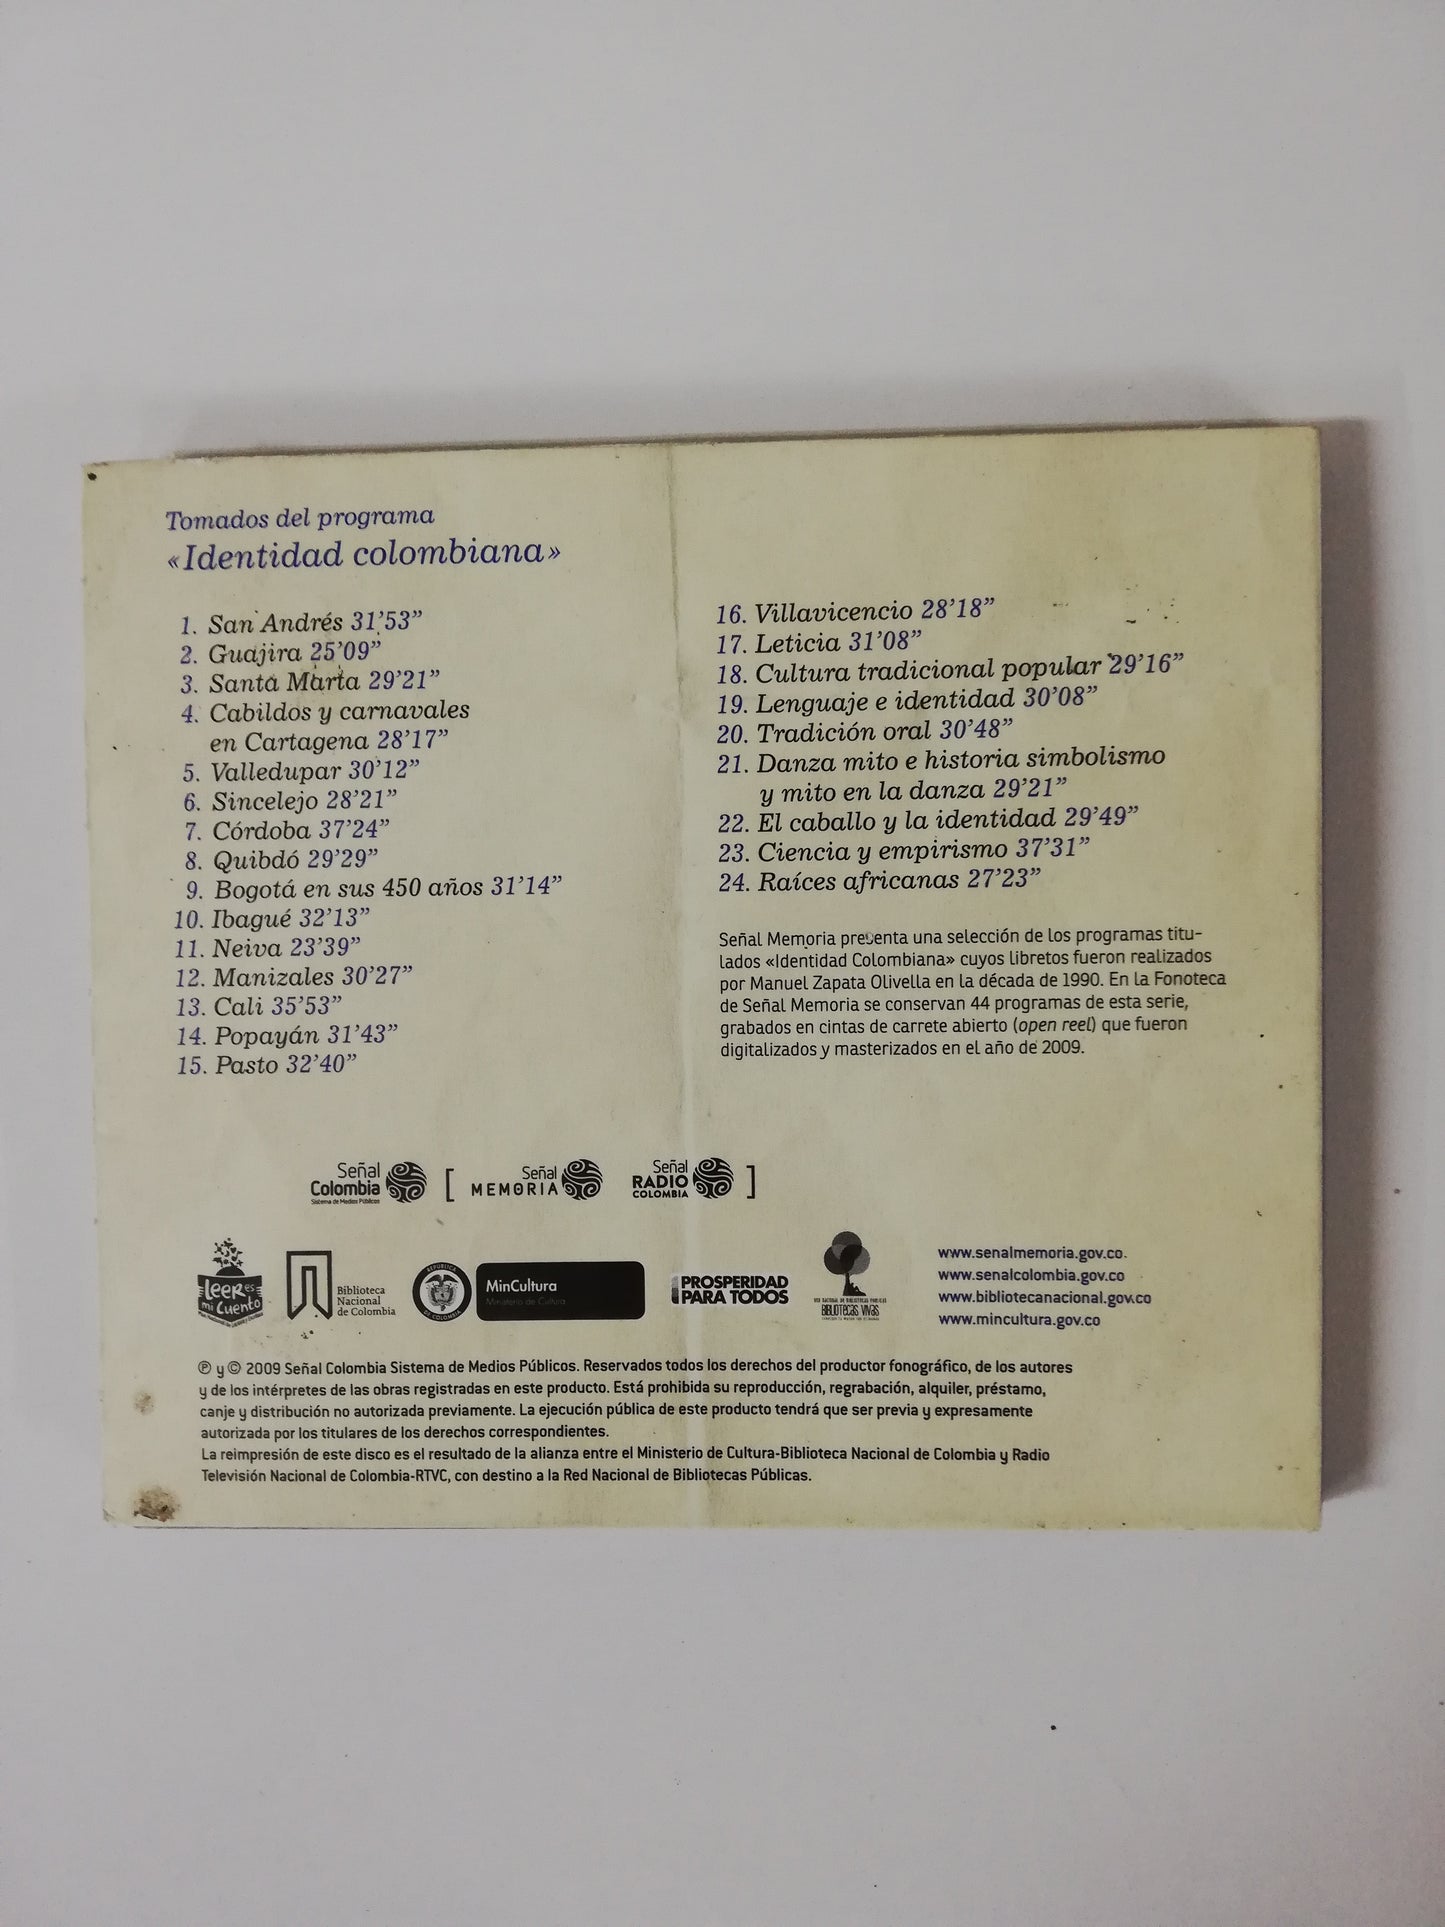 Tomados del programa
«Identidad colombiana»
1. San Andrés 31’53”
2. Guajira 25’09”
3. Santa Marta 29’21”
4. Cabildos y carnavales
en Cartagena 28’17”
5. Valledupar 30’12”
6. Sincelejo 28’21”
7. Córdoba 37’24”
8. Quibdó 29’29”
9. Bogotá en sus 450 años 31’14”
10. Ibagué 32’13”
11. Neiva 23’39”
12. Manizales 30’27”
13. Cali 35’53”
14. Popayán 31’43”
15. Pasto 32’40”
16. Villavicencio 28’18”
17. Leticia 31’08”
18. Cultura tradicional popular 29’16”
19. Lenguaje e identidad 30’08”
20. Tradición oral 30’48”
21. Danza mito e historia simbolismo
y mito en la danza 29’21”
22. El caballo y la identidad 29’49”
23. Ciencia y empirismo 37’31”
24. Raíces africanas 27’23”
Señal Memoria presenta una selección de los programas titu-
lados «Identidad Colombiana» cuyos libretos fueron realizados
por Manuel Zapata Olivella en la década de 1990. En la Fonoteca
de Señal Memoria se conservan 44 programas de esta serie,
grabados en cintas de carrete abierto (open reel) que fueron
digitalizados y masterizados en el año de 2009.
Señal
Colombia
Sistema de Medios Públicos
[ Señal
MEMORIA
Señal
RADIO
COLOMBIA ]
leer es
mi cuento
Biblioteca
Nacional
de Colombia
REPÚBLICA
DE COLOMBIA
MinCultura
Ministerio de Cultura
PROSPERIDAD
PARA TODOS
RED NACIONAL DE BIBLIOTECAS PÚBLICAS
BIBLIOTECAS VIVAS
www.senalmemoria.gov.co
www.senalcolombia.gov.co
www.bibliotecanacional.gov.co
www.mincultura.gov.co
℗ y © 2009 Señal Colombia Sistema de Medios Públicos. Reservados todos los derechos del productor fonográfico, de los autores
y de los intérpretes de las obras registradas en este producto. Está prohibida su reproducción, regrabación, alquiler, préstamo,
canje y distribución no autorizada previamente. La ejecución pública de este producto tendrá que ser previa y expresamente
autorizada por los titulares de los derechos correspondientes.
La reimpresión de este disco es el resultado de la alianza entre el Ministerio de Cultura-Biblioteca Nacional de Colombia y Radio
Televisión Nacional de Colombia-RTVC, con destino a la Red Nacional de Bibliotecas Públicas.